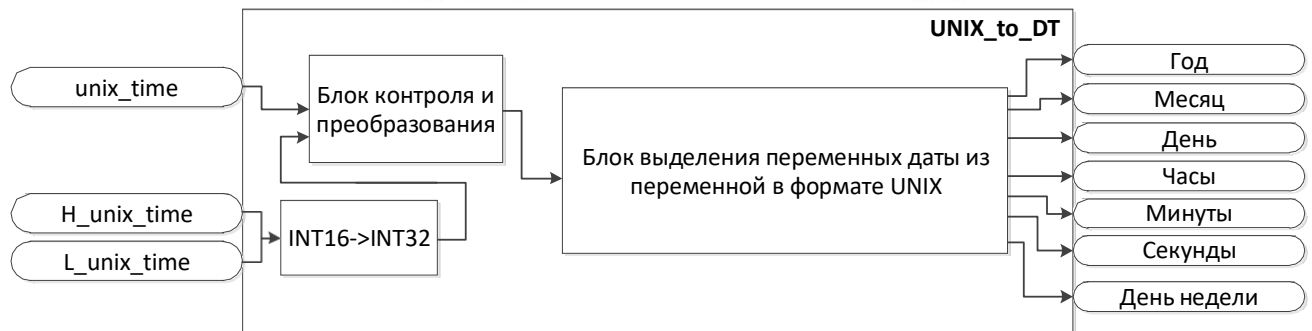 UNIX_to_DT
unix_time
H_unix_time
L_unix_time
Блок контроля и
преобразования
INT16->INT32
Блок выделения переменных даты из
переменной в формате UNIX
Год
Месяц
День
Часы
Минуты
Секунды
День недели